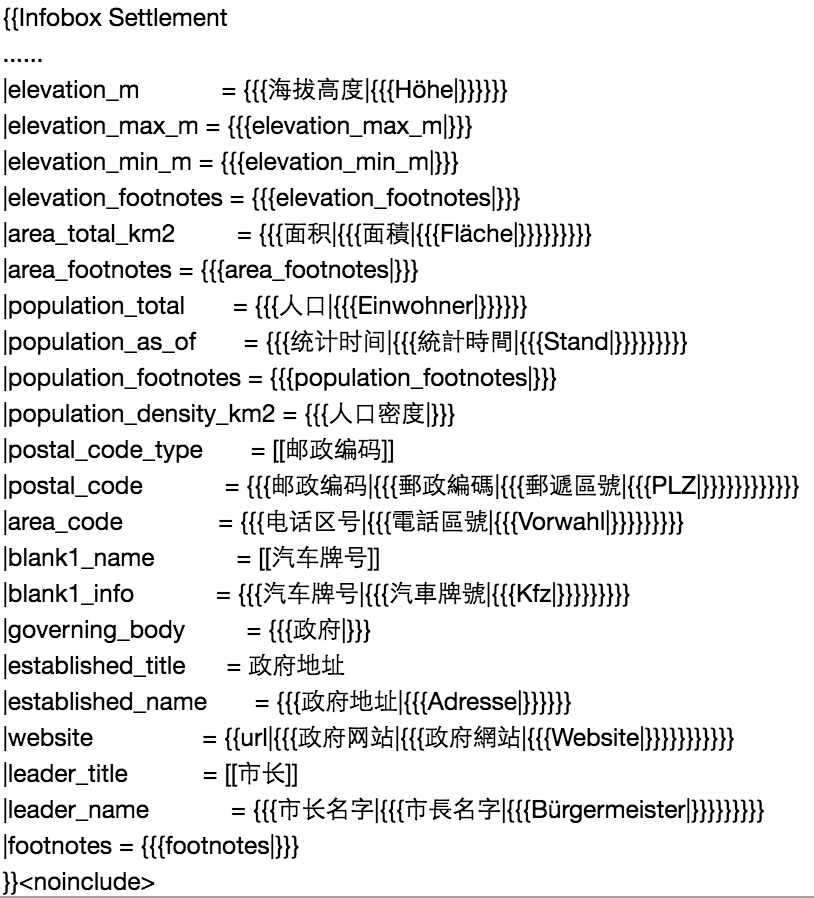 {{Infobox Settlement
......
|elevation_m = {{{海拔高度|{{{Höhe|}}}}}}
|elevation_max_m = {{{elevation_max_m|}}}
|elevation_min_m = {{{elevation_min_m|}}}
|elevation_footnotes = {{{elevation_footnotes|}}}
|area_total_km2 = {{{面积|{{{面積|{{{Fläche|}}}}}}}}}
|area_footnotes = {{{area_footnotes|}}}
|population_total = {{{人口|{{{Einwohner|}}}}}}
|population_as_of = {{{统计时间|{{{統計時間|{{{Stand|}}}}}}}}}
|population_footnotes = {{{population_footnotes|}}}
|population_density_km2 = {{{人口密度|}}}
|postal_code_type = [[邮政编码]]
|postal_code = {{{邮政编码|{{{郵政編碼|{{{郵遞區號|{{{PLZ|}}}}}}}}}}}}
|area_code = {{{电话区号|{{{電話區號|{{{Vorwahl|}}}}}}}}}
|blank1_name = [[汽车牌号]]
|blank1_info = {{{汽车牌号|{{{汽車牌號|{{{Kfz|}}}}}}}}}
|governing_body = {{{政府|}}}
|established_title = 政府地址
|established_name = {{{政府地址|{{{Adresse|}}}}}}
|website = {{url|{{{政府网站|{{{政府網站|{{{Website|}}}}}}}}}}}
|leader_title = [[市长]]
|leader_name = {{{市长名字|{{{市長名字|{{{Bürgermeister|}}}}}}}}}
|footnotes = {{{footnotes|}}}
}}<noinclude>